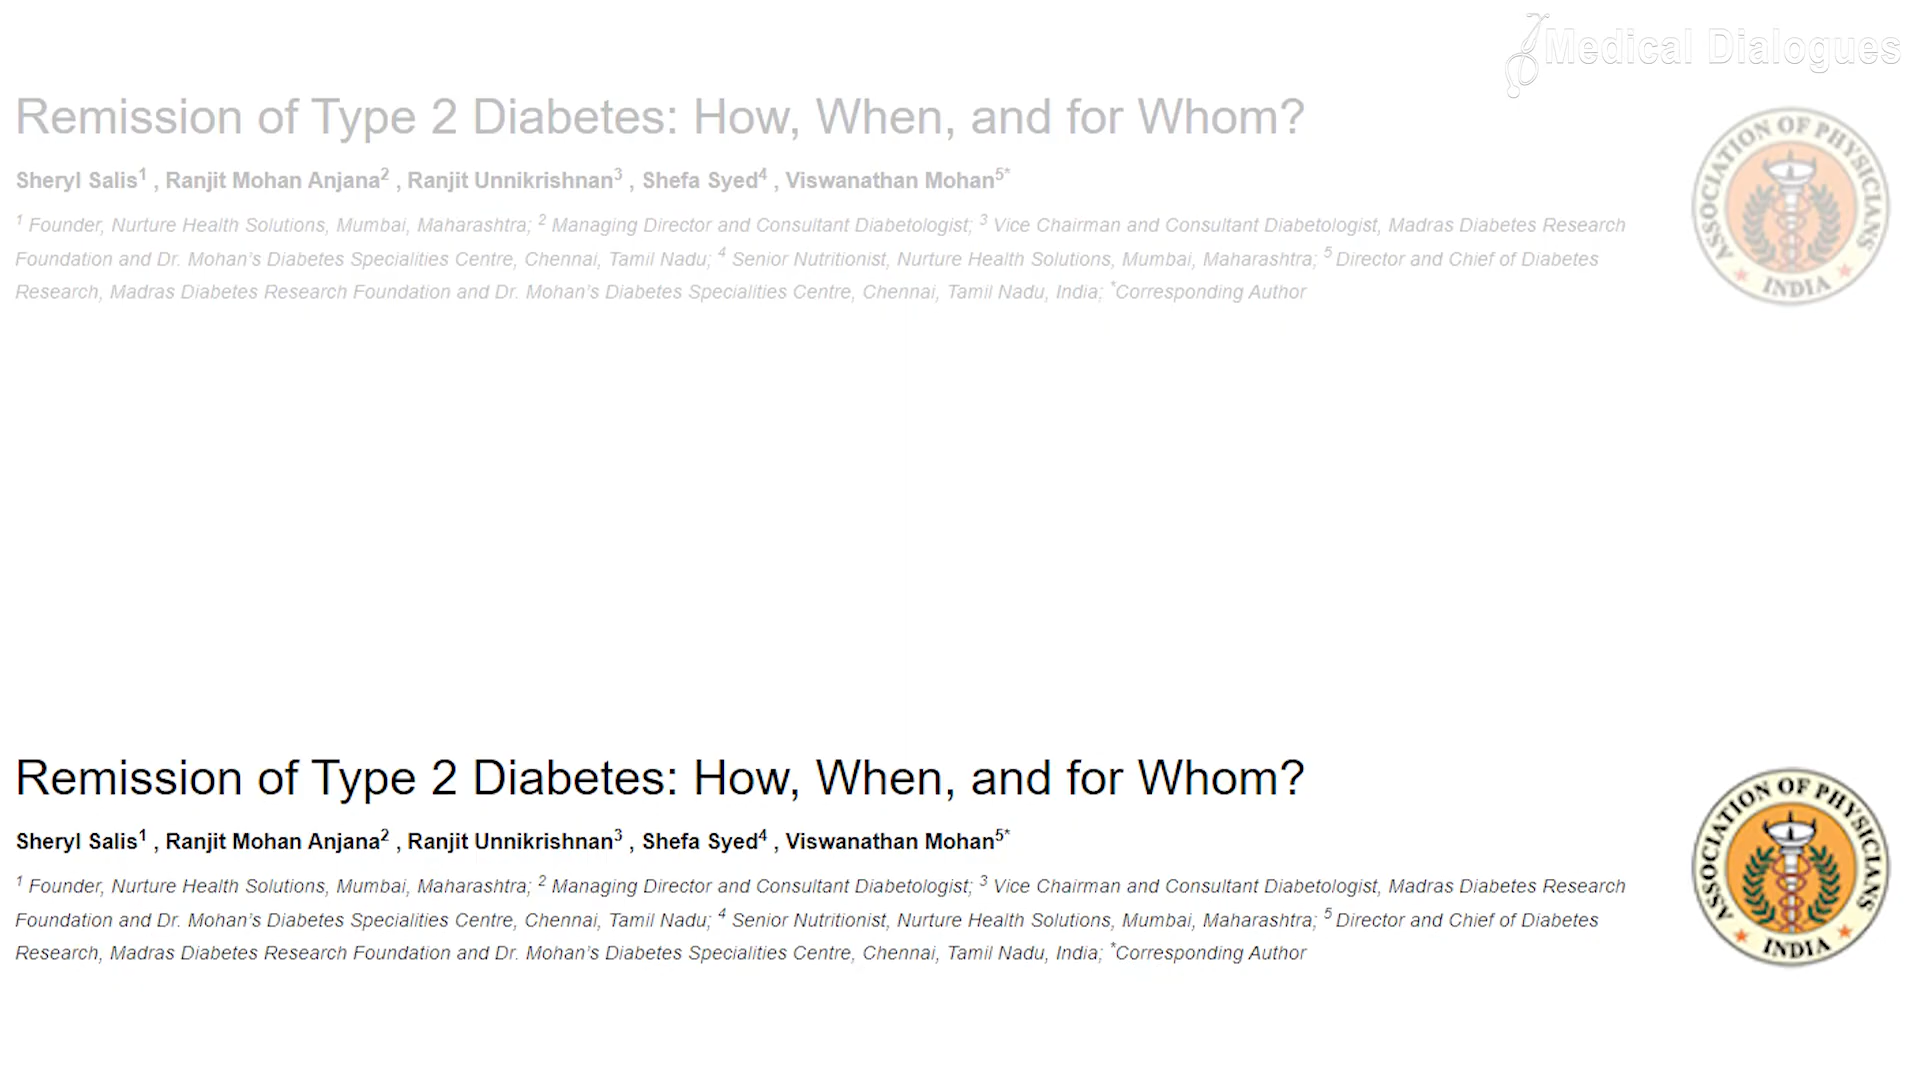 Medical Dialogues
Remission of Type 2 Diabetes: How, When, and for Whom?
Sheryl Salis1 , Ranjit Mohan Anjana2 , Ranjit Unnikrishnan3 , Shefa Syed4 , Viswanathan Mohan5*
1 Founder, Nurture Health Solutions, Mumbai, Maharashtra; 2 Managing Director and Consultant Diabetologist; 3 Vice Chairman and Consultant Diabetologist, Madras Diabetes Research
Foundation and Dr. Mohan's Diabetes Specialities Centre, Chennai, Tamil Nadu; 4 Senior Nutritionist, Nurture Health Solutions, Mumbai, Maharashtra; 5 Director and Chief of Diabetes
Research, Madras Diabetes Research Foundation and Dr. Mohan's Diabetes Specialities Centre, Chennai, Tamil Nadu, India; *Corresponding Author
ASSOCIATION OF PHYSICIANS
INDIA
Remission of Type 2 Diabetes: How, When, and for Whom?
Sheryl Salis1 , Ranjit Mohan Anjana2 , Ranjit Unnikrishnan3 , Shefa Syed4 , Viswanathan Mohan5*
1 Founder, Nurture Health Solutions, Mumbai, Maharashtra; 2 Managing Director and Consultant Diabetologist; 3 Vice Chairman and Consultant Diabetologist, Madras Diabetes Research
Foundation and Dr. Mohan's Diabetes Specialities Centre, Chennai, Tamil Nadu; 4 Senior Nutritionist, Nurture Health Solutions, Mumbai, Maharashtra; 5 Director and Chief of Diabetes
Research, Madras Diabetes Research Foundation and Dr. Mohan's Diabetes Specialities Centre, Chennai, Tamil Nadu, India; *Corresponding Author
ASSOCIATION OF PHYSICIANS
INDIA